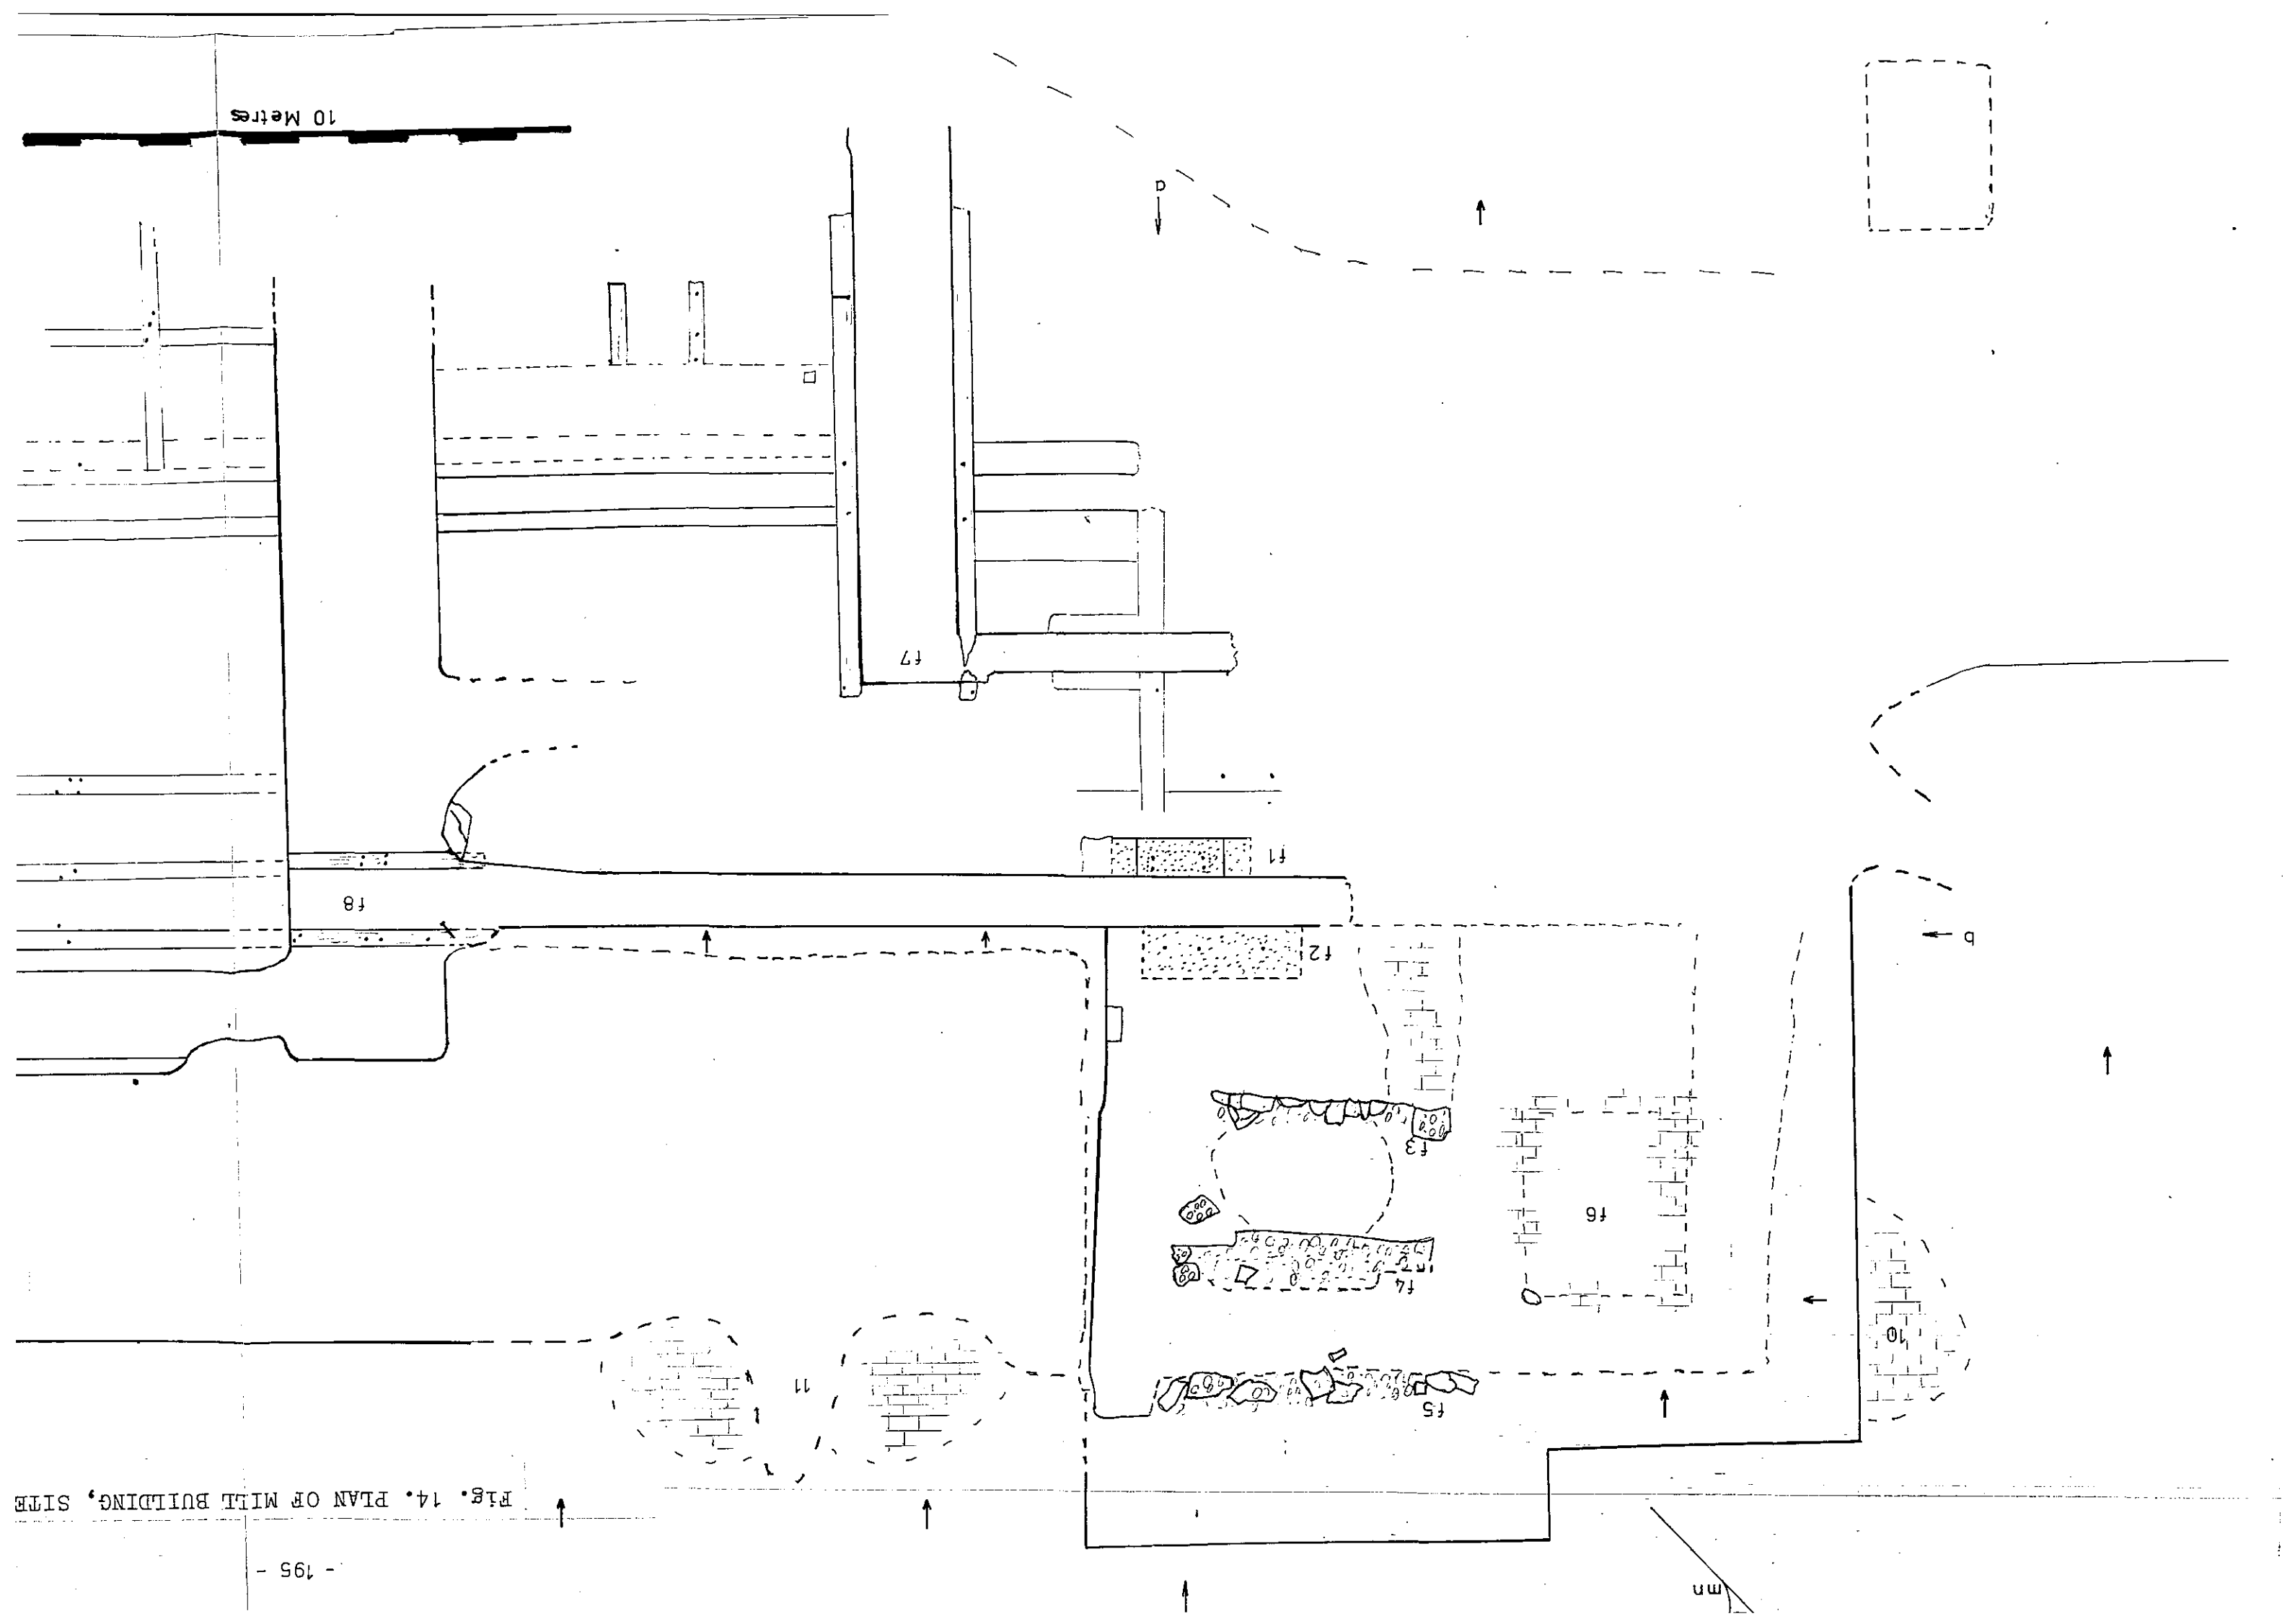 - 195 -
Fig. 14. PLAN OF MILL BUILDING, SITE
mn
11
f5
10
f4
f6
f3
f2
b
f8
f1
f7
a
10 Metres